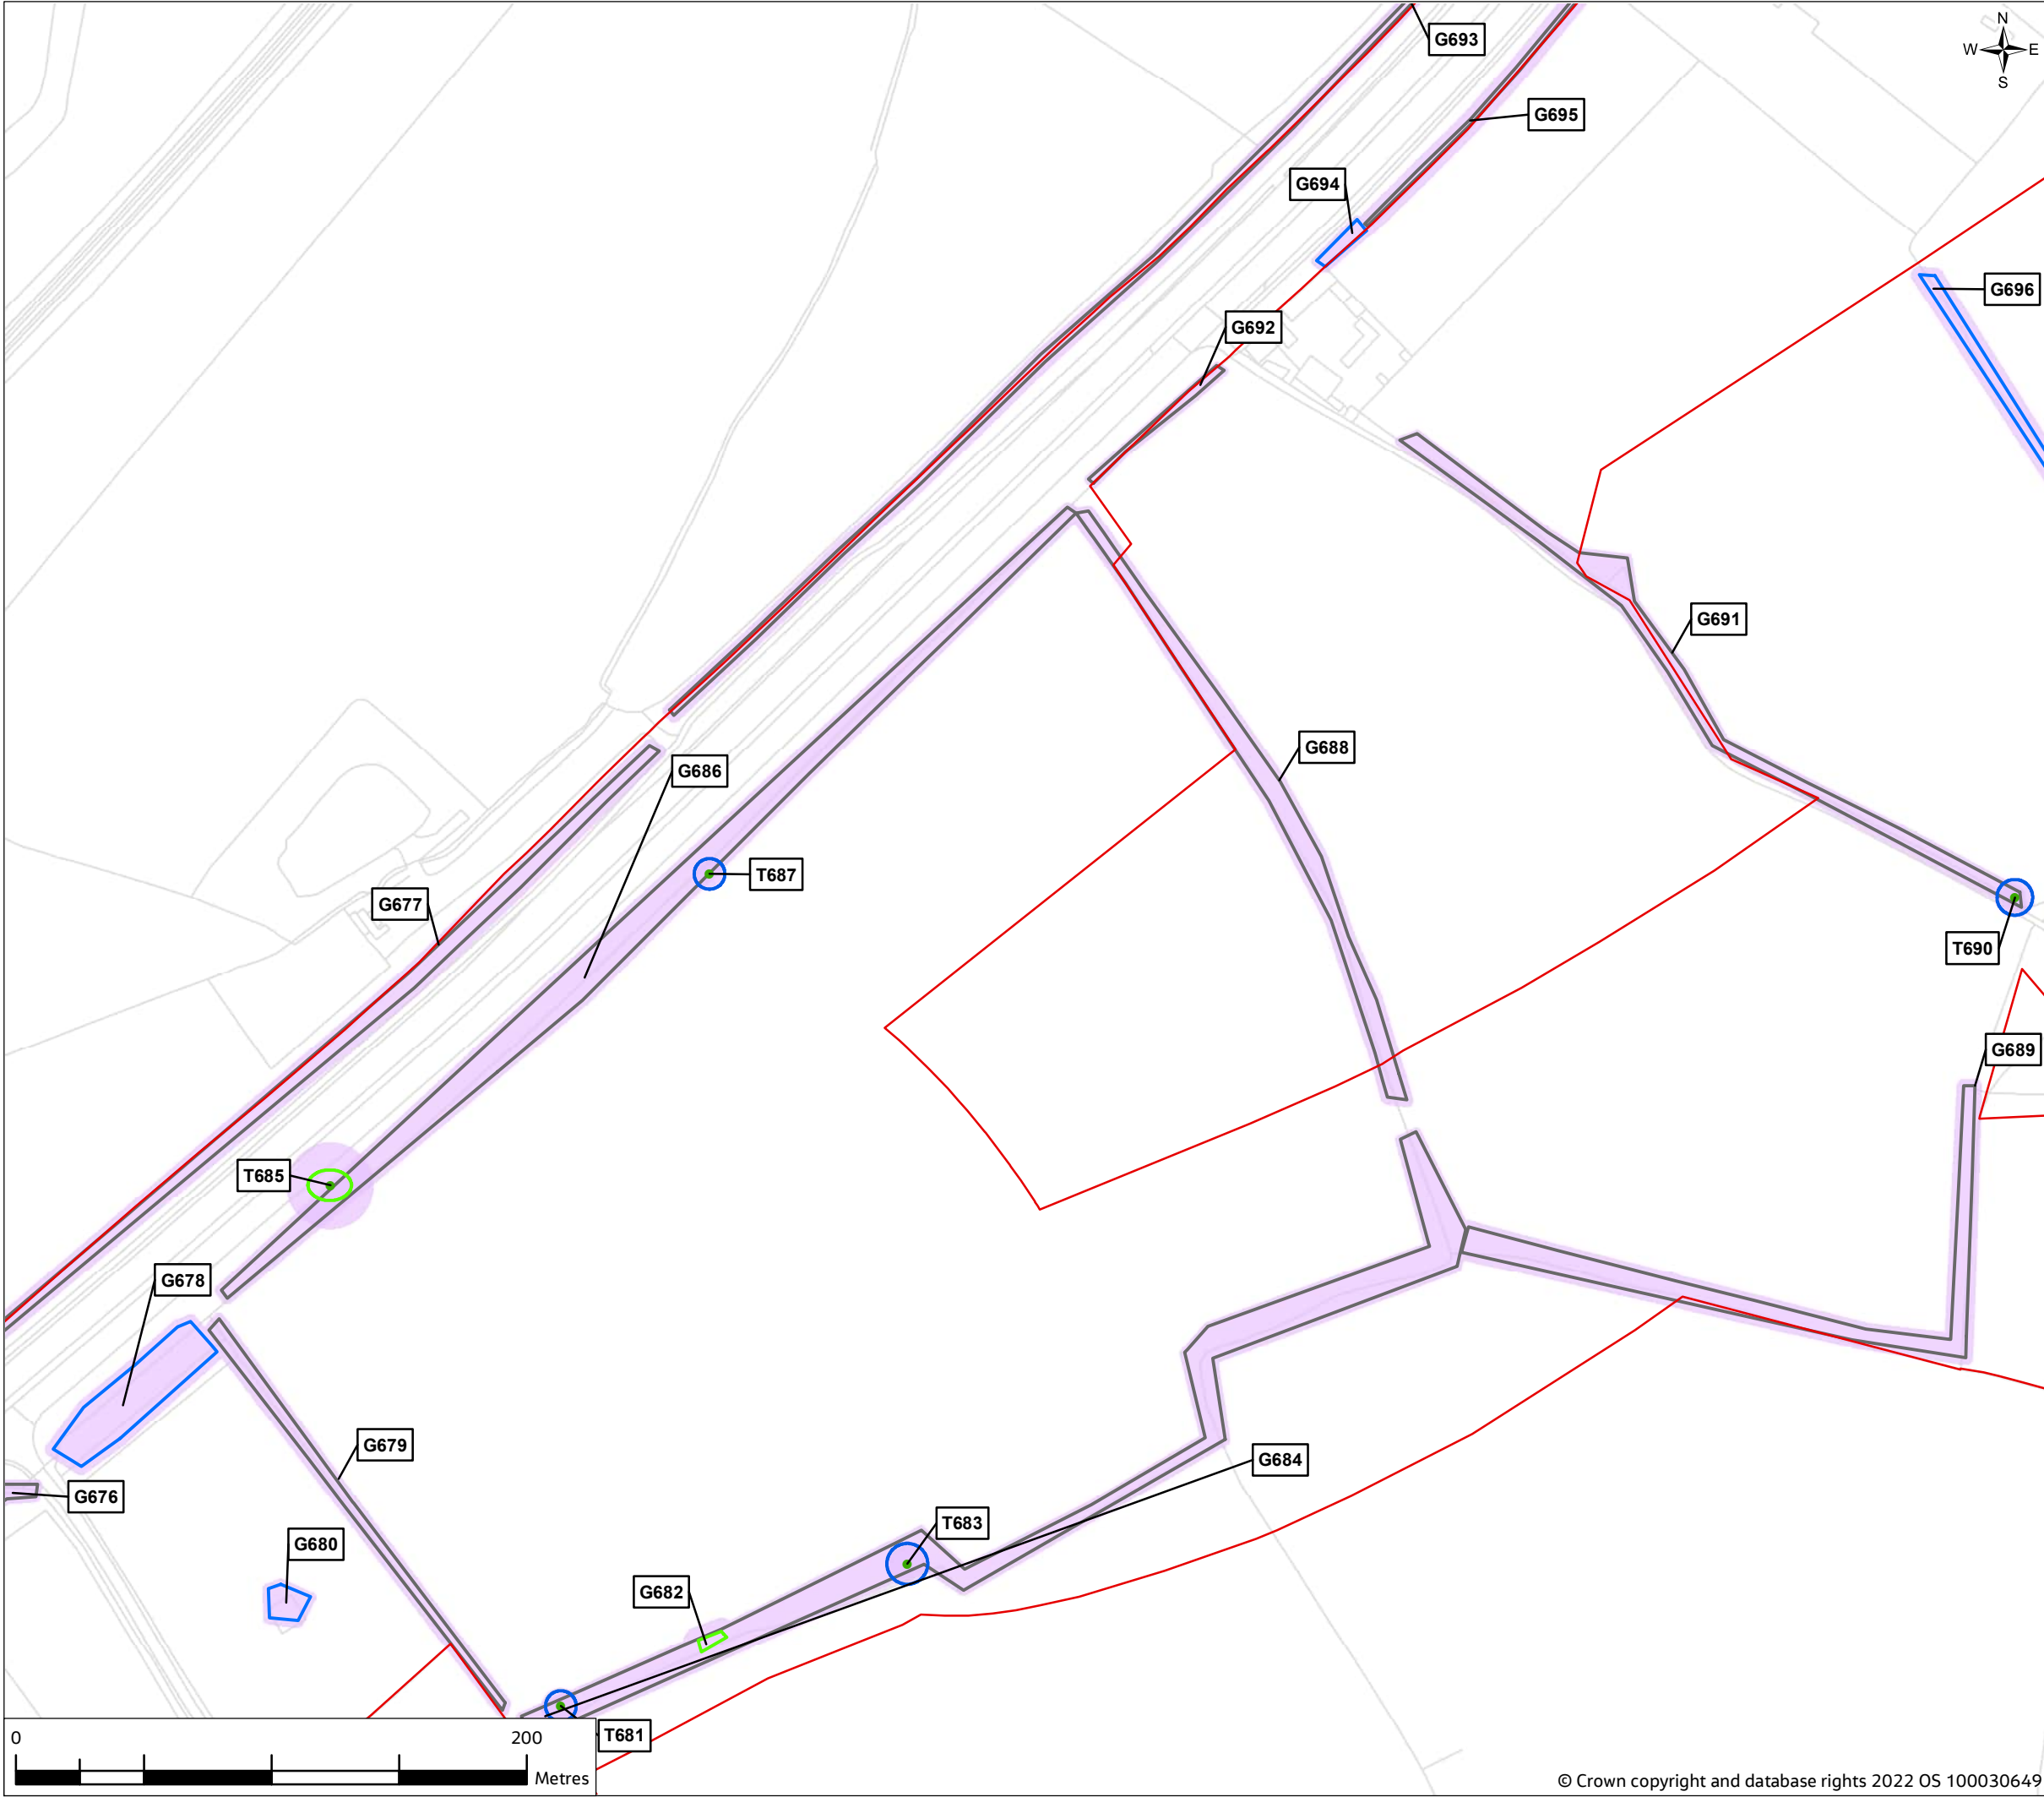 N
G693
W E
S
G695
G694
G696
G692
G691
G688
G686
T687
G677
T690
G689
T685
G678
G679
G684
G676
T683
G680
G682
T681
0 200
Metres
© Crown copyright and database rights 2022 OS 100030649